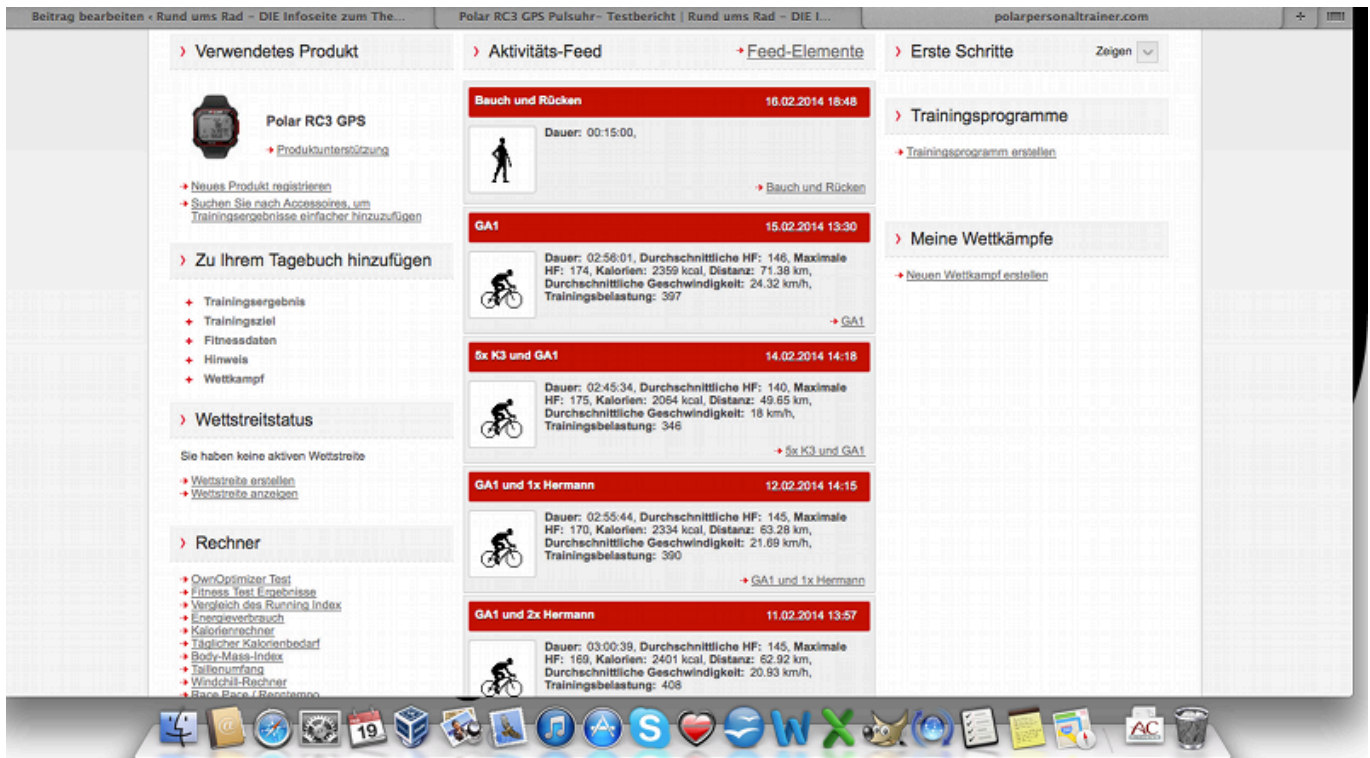 Beitrag bearbeiten ‹ Rund ums Rad – DIE Infoseite zum The...
Polar RC3 GPS Pulsuhr– Testbericht | Rund ums Rad – DIE I...
polarpersonaltrainer.com
Verwendetes Produkt
Polar RC3 GPS
Produktunterstützung
Neues Produkt registrieren
Suchen Sie nach Accessoires, um
Trainingsergebnisse einfacher hinzuzufügen
Zu Ihrem Tagebuch hinzufügen
Trainingsergebnis
Trainingsziel
Fitnessdaten
Hinweis
Wettkampf
Wettstreitstatus
Sie haben keine aktiven Wettstreite
Wettstreite erstellen
Wettstreite anzeigen
Rechner
OwnOptimizer Test
Fitness Test Ergebnisse
Vergleich des Running Index
Energieverbrauch
Kalorienrechner
Täglicher Kalorienbedarf
Body-Mass-Index
Taillenumfang
Windchill-Rechner
Race Pace / Renntempo
Aktivitäts-Feed
Feed-Elemente
Bauch und Rücken 16.02.2014 18:48
Dauer: 00:15:00,
Bauch und Rücken
GA1 15.02.2014 13:30
Dauer: 02:56:01, Durchschnittliche HF: 146, Maximale
HF: 174, Kalorien: 2359 kcal, Distanz: 71.38 km,
Durchschnittliche Geschwindigkeit: 24.32 km/h,
Trainingsbelastung: 397
GA1
5x K3 und GA1 14.02.2014 14:18
Dauer: 02:45:34, Durchschnittliche HF: 140, Maximale
HF: 175, Kalorien: 2064 kcal, Distanz: 49.65 km,
Durchschnittliche Geschwindigkeit: 18 km/h,
Trainingsbelastung: 346
5x K3 und GA1
GA1 und 1x Hermann 12.02.2014 14:15
Dauer: 02:55:44, Durchschnittliche HF: 145, Maximale
HF: 170, Kalorien: 2334 kcal, Distanz: 63.28 km,
Durchschnittliche Geschwindigkeit: 21.69 km/h,
Trainingsbelastung: 390
GA1 und 1x Hermann
GA1 und 2x Hermann 11.02.2014 13:57
Dauer: 03:00:39, Durchschnittliche HF: 145, Maximale
HF: 169, Kalorien: 2401 kcal, Distanz: 62.92 km,
Durchschnittliche Geschwindigkeit: 20.93 km/h,
Trainingsbelastung: 408
Erste Schritte
Zeigen
Trainingsprogramme
Trainingsprogramm erstellen
Meine Wettkämpfe
Neuen Wettkampf erstellen
19
AC